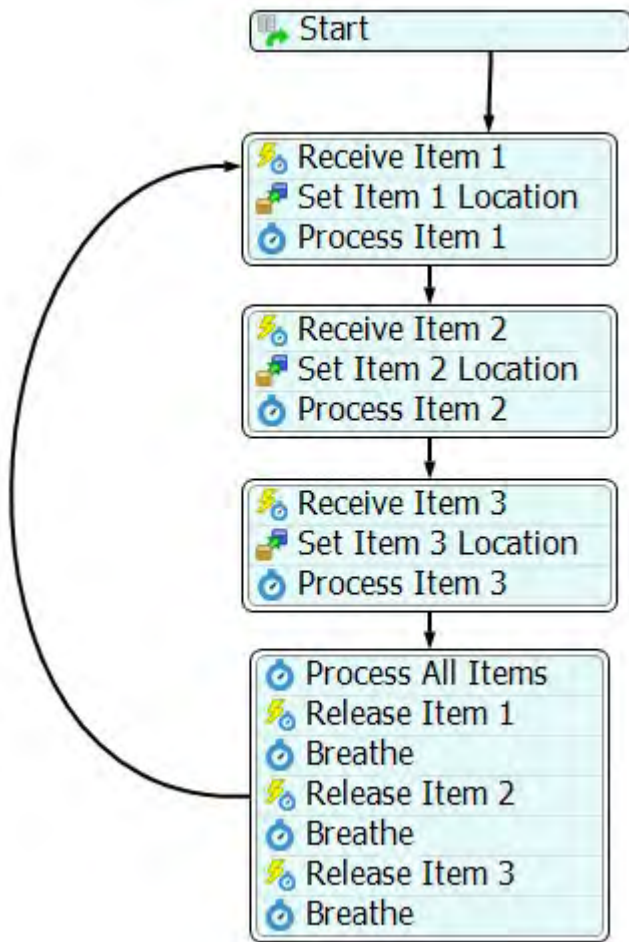 Start
Receive Item 1
Set Item 1 Location
Process Item 1
Receive Item 2
Set Item 2 Location
Process Item 2
Receive Item 3
Set Item 3 Location
Process Item 3
Process All Items
Release Item 1
Breathe
Release Item 2
Breathe
Release Item 3
Breathe